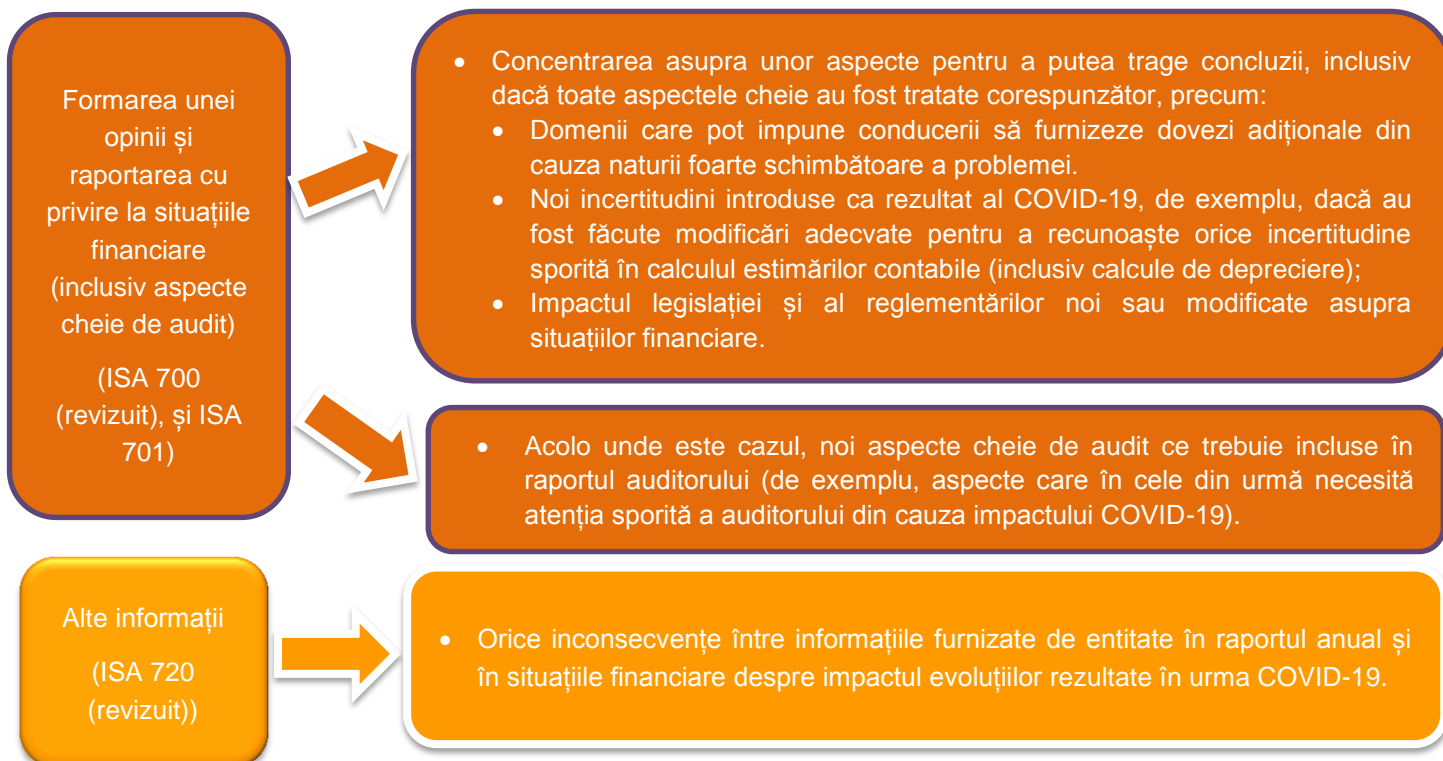 Formarea unei
opinii și
raportarea cu
privire la situațiile
financiare
(inclusiv aspecte
cheie de audit)
(ISA 700
(revizuit), și ISA
701)
• Concentrarea asupra unor aspecte pentru a putea trage concluzii, inclusiv
dacă toate aspectele cheie au fost tratate corespunzător, precum:
• Domenii care pot impune conducerii să furnizeze dovezi adiționale din
cauza naturii foarte schimbătoare a problemei.
• Noi incertitudini introduse ca rezultat al COVID-19, de exemplu, dacă au
fost făcute modificări adecvate pentru a recunoaște orice incertitudine
sporită în calculul estimărilor contabile (inclusiv calcule de depreciere);
• Impactul legislației și al reglementărilor noi sau modificate asupra
situațiilor financiare.
• Acolo unde este cazul, noi aspecte cheie de audit ce trebuie incluse în
raportul auditorului (de exemplu, aspecte care în cele din urmă necesită
atenția sporită a auditorului din cauza impactului COVID-19).
Alte informații
(ISA 720
(revizuit))
• Orice inconsecvențe între informațiile furnizate de entitate în raportul anual și
în situațiile financiare despre impactul evoluțiilor rezultate în urma COVID-19.